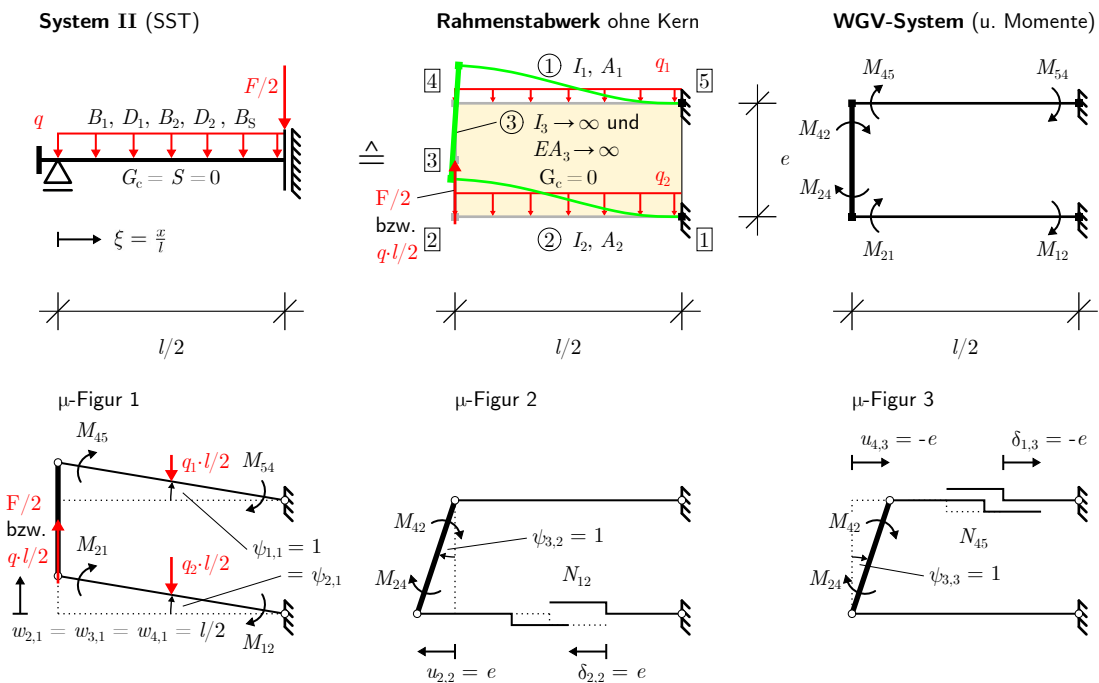 System II (SST)
F/2
q
B₁, D₁, B₂, D₂, B_S
G_c = S = 0
ξ = x/l
l/2
≙
Rahmenstabwerk ohne Kern
4
① I₁, A₁
q₁
5
③ I₃ → ∞ und
EA₃ → ∞
3
G_c = 0
q₂
F/2
bzw.
q·l/2
2
② I₂, A₂
1
e
l/2
WGV-System (u. Momente)
M₄₅
M₅₄
M₄₂
M₂₄
M₂₁
M₁₂
l/2
μ-Figur 1
M₄₅
q₁·l/2
M₅₄
F/2
bzw.
q·l/2
M₂₁
q₂·l/2
ψ₁,₁ = 1
= ψ₂,₁
w₂,₁ = w₃,₁ = w₄,₁ = l/2
M₁₂
μ-Figur 2
M₄₂
ψ₃,₂ = 1
M₂₄
N₁₂
u₂,₂ = e
δ₂,₂ = e
μ-Figur 3
u₄,₃ = -e
δ₁,₃ = -e
M₄₂
N₄₅
M₂₄
ψ₃,₃ = 1